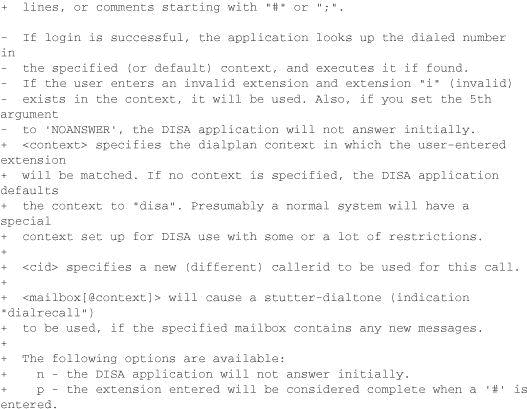 +  lines, or comments starting with "#" or ";".
-  If login is successful, the application looks up the dialed number
in
-  the specified (or default) context, and executes it if found.
-  If the user enters an invalid extension and extension "i" (invalid)
-  exists in the context, it will be used. Also, if you set the 5th
argument
-  to 'NOANSWER', the DISA application will not answer initially.
+  <context> specifies the dialplan context in which the user-entered
extension
+  will be matched. If no context is specified, the DISA application
defaults
+  the context to "disa". Presumably a normal system will have a
special
+  context set up for DISA use with some or a lot of restrictions.
+
+  <cid> specifies a new (different) callerid to be used for this call.
+
+  <mailbox[@context]> will cause a stutter-dialtone (indication
"dialrecall")
+  to be used, if the specified mailbox contains any new messages.
+
+  The following options are available:
+    n - the DISA application will not answer initially.
+    p - the extension entered will be considered complete when a '#' is
entered.